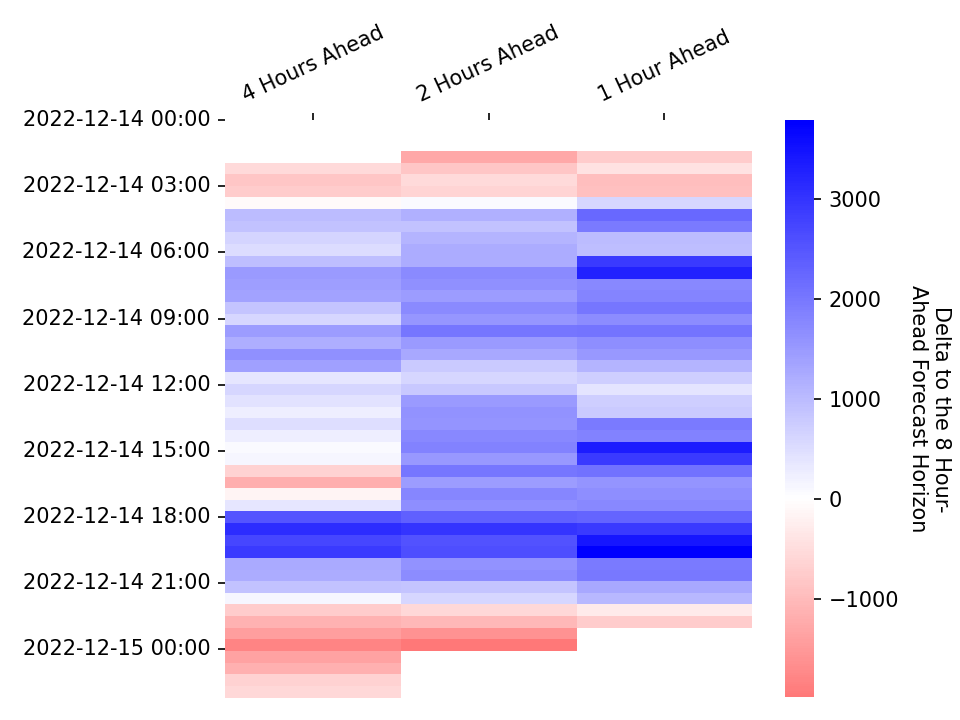 4 Hours Ahead
2 Hours Ahead
1 Hour Ahead
2022-12-14 00:00
2022-12-14 03:00
2022-12-14 06:00
2022-12-14 09:00
2022-12-14 12:00
2022-12-14 15:00
2022-12-14 18:00
2022-12-14 21:00
2022-12-15 00:00
3000
2000
1000
0
−1000
Delta to the 8 Hour-
Ahead Forecast Horizon